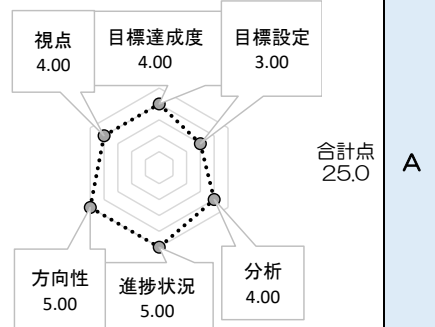 視点
4.00
目標達成度
4.00
目標設定
3.00
合計点
25.0
A
方向性
5.00
進捗状況
5.00
分析
4.00